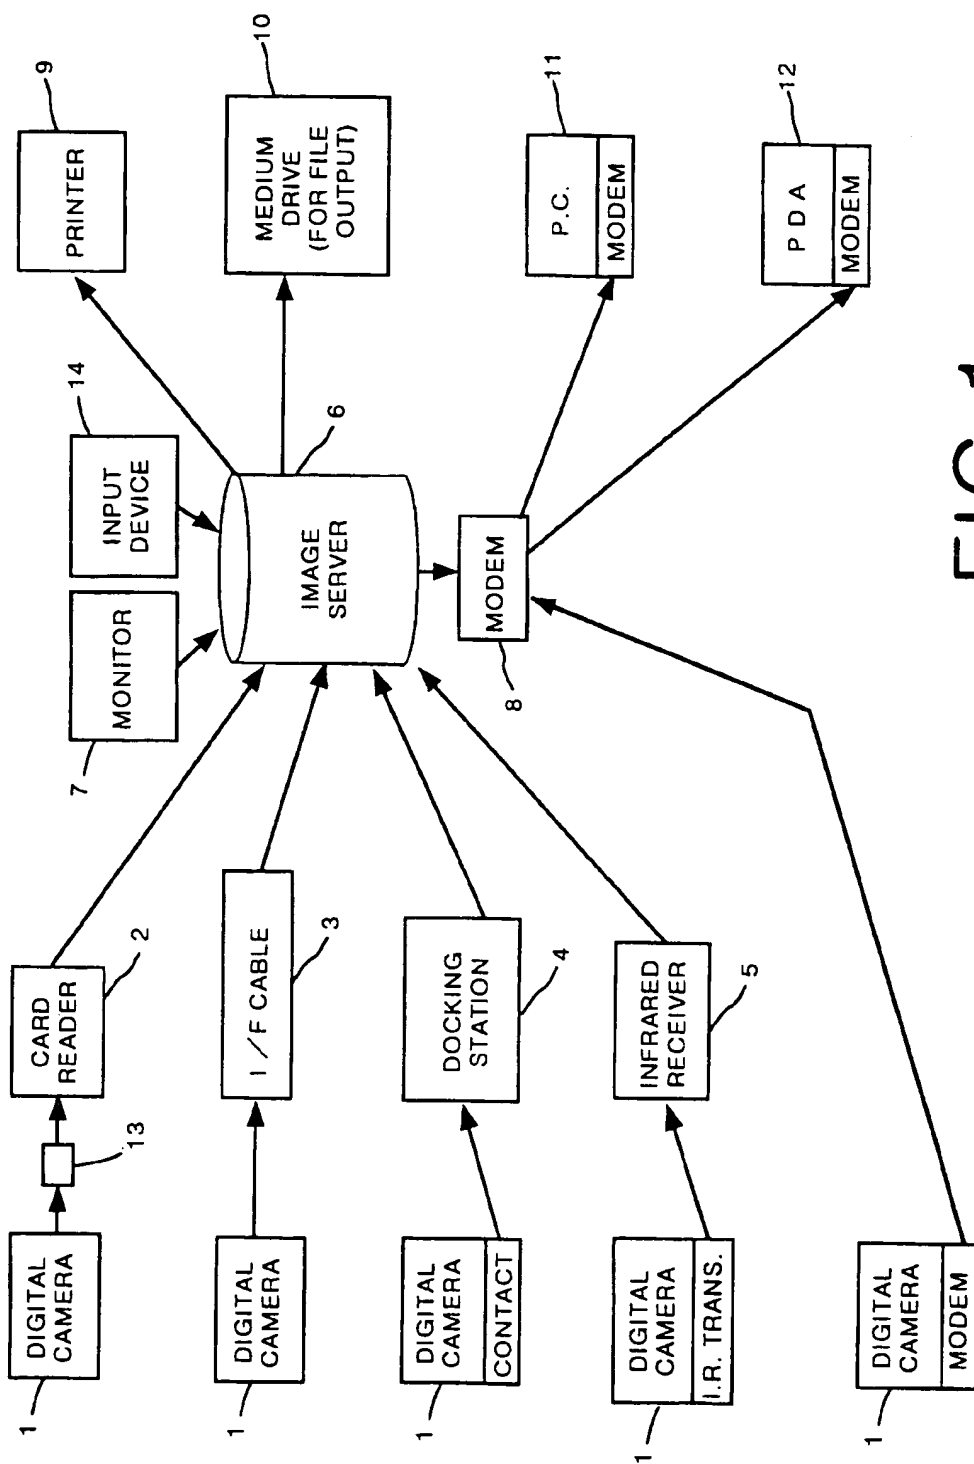 DIGITAL
CAMERA
1
13
CARD
READER
2
DIGITAL
CAMERA
1
I/F CABLE
3
DIGITAL
CAMERA
CONTACT
1
DOCKING
STATION
4
DIGITAL
CAMERA
I.R. TRANS.
1
INFRARED
RECEIVER
5
DIGITAL
CAMERA
MODEM
1
MONITOR
7
INPUT
DEVICE
14
IMAGE
SERVER
6
MODEM
8
PRINTER
9
MEDIUM
DRIVE
(FOR FILE
OUTPUT)
10
P.C.
MODEM
11
PDA
MODEM
12